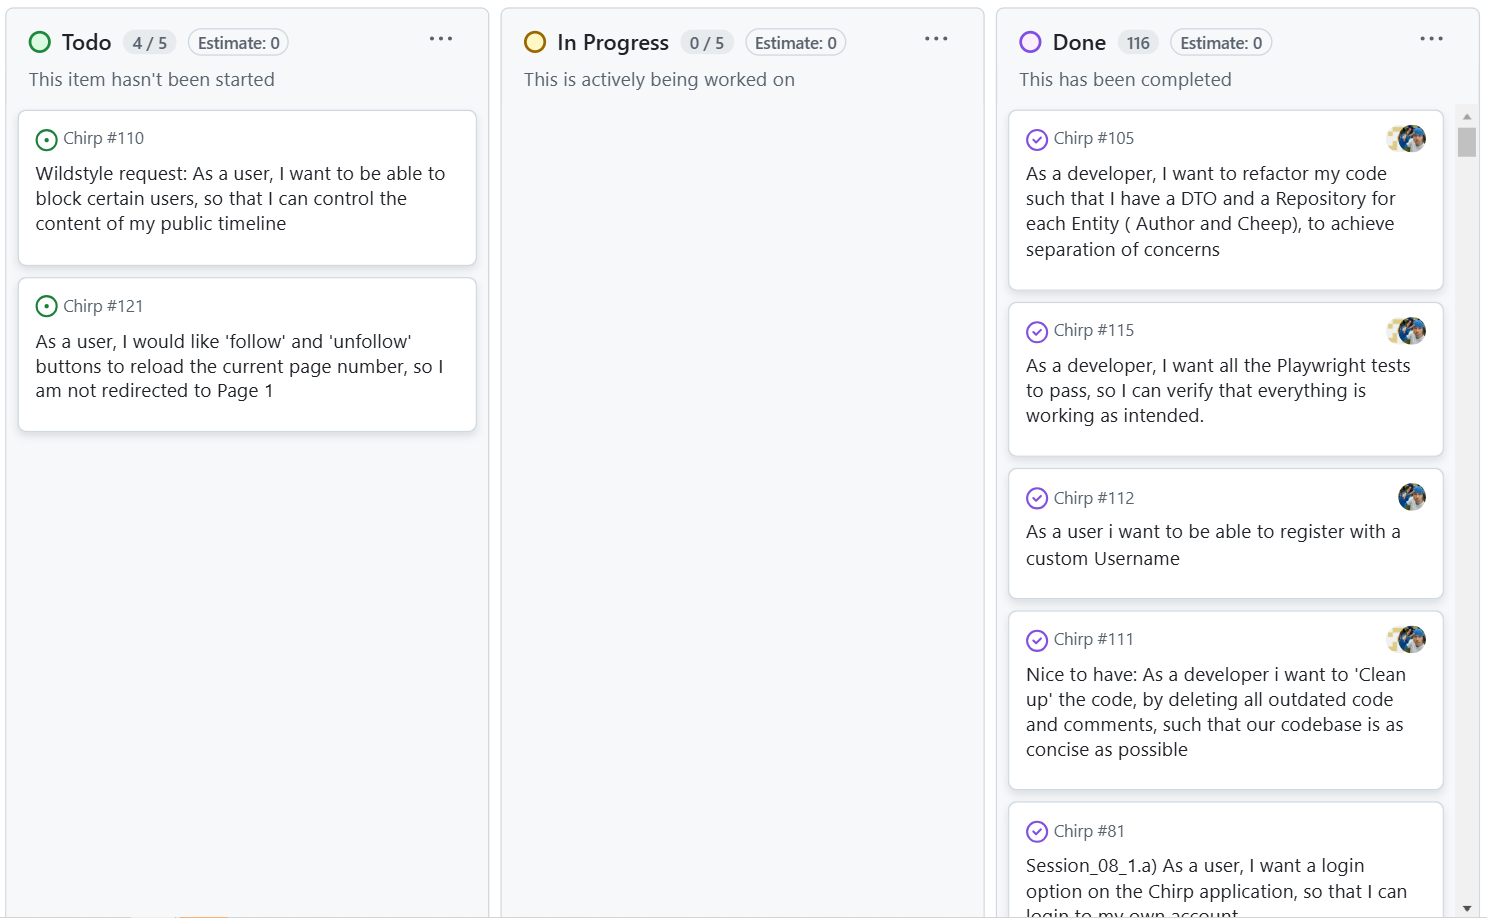 Todo 4 / 5 Estimate: 0
This item hasn't been started
Chirp #110
Wildstyle request: As a user, I want to be able to
block certain users, so that I can control the
content of my public timeline
Chirp #121
As a user, I would like 'follow' and 'unfollow'
buttons to reload the current page number, so I
am not redirected to Page 1
In Progress 0 / 5 Estimate: 0
This is actively being worked on
Done 116 Estimate: 0
This has been completed
Chirp #105
As a developer, I want to refactor my code
such that I have a DTO and a Repository for
each Entity ( Author and Cheep), to achieve
separation of concerns
Chirp #115
As a developer, I want all the Playwright tests
to pass, so I can verify that everything is
working as intended.
Chirp #112
As a user i want to be able to register with a
custom Username
Chirp #111
Nice to have: As a developer i want to 'Clean
up' the code, by deleting all outdated code
and comments, such that our codebase is as
concise as possible
Chirp #81
Session_08_1.a) As a user, I want a login
option on the Chirp application, so that I can
login to my own account